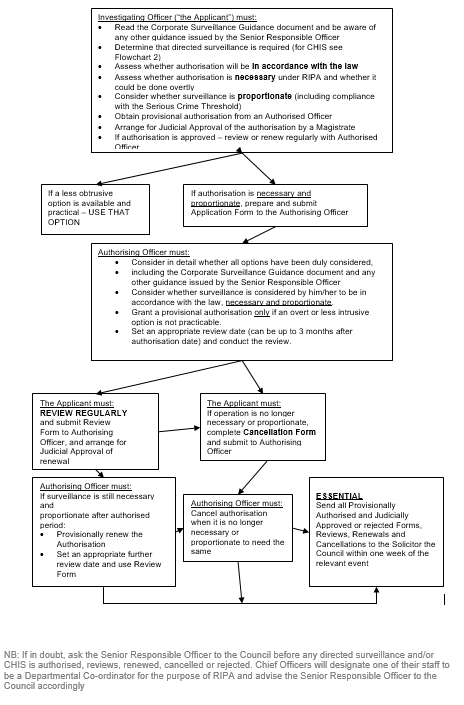 Investigating Officer ("the Applicant") must:
• Read the Corporate Surveillance Guidance document and be aware of
any other guidance issued by the Senior Responsible Officer
• Determine that directed surveillance is required (for CHIS see
Flowchart 2)
• Assess whether authorisation will be in accordance with the law
• Assess whether authorisation is necessary under RIPA and whether it
could be done overtly
• Consider whether surveillance is proportionate (including compliance
with the Serious Crime Threshold)
• Obtain provisional authorisation from an Authorised Officer
• Arrange for Judicial Approval of the authorisation by a Magistrate
• If authorisation is approved – review or renew regularly with Authorised
Officer
If a less obtrusive
option is available and
practical – USE THAT
OPTION
If authorisation is necessary and
proportionate, prepare and submit
Application Form to the Authorising Officer
Authorising Officer must:
• Consider in detail whether all options have been duly considered,
• including the Corporate Surveillance Guidance document and any
other guidance issued by the Senior Responsible Officer
• Consider whether surveillance is considered by him/her to be in
accordance with the law, necessary and proportionate.
• Grant a provisional authorisation only if an overt or less intrusive
option is not practicable.
• Set an appropriate review date (can be up to 3 months after
authorisation date) and conduct the review.
The Applicant must:
REVIEW REGULARLY
and submit Review
Form to Authorising
Officer, and arrange for
Judicial Approval of
renewal
The Applicant must:
If operation is no longer
necessary or proportionate,
complete Cancellation Form
and submit to Authorising
Officer
Authorising Officer must:
If surveillance is still necessary
and
proportionate after authorised
period:
• Provisionally renew the
Authorisation
• Set an appropriate further
review date and use Review
Form
Authorising Officer must:
Cancel authorisation
when it is no longer
necessary or
proportionate to need the
same
ESSENTIAL
Send all Provisionally
Authorised and Judicially
Approved or rejected Forms,
Reviews, Renewals and
Cancellations to the Solicitor the
Council within one week of the
relevant event
NB: If in doubt, ask the Senior Responsible Officer to the Council before any directed surveillance and/or
CHIS is authorised, reviews, renewed, cancelled or rejected. Chief Officers will designate one of their staff to
be a Departmental Co-ordinator for the purpose of RIPA and advise the Senior Responsible Officer to the
Council accordingly